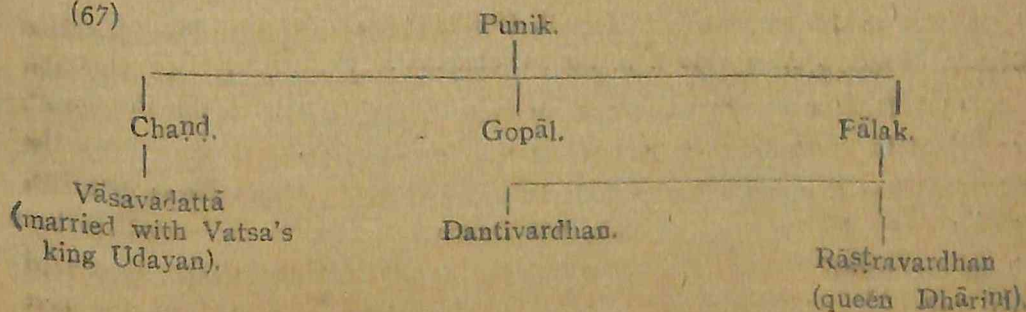 (67)
Punik.
Chaṇḍ. Gopāl. Pālak.
Vāsavadattā
(married with Vatsa's
king Udayan).
Dantivardhan.
Rāṣṭravardhan
(queen Dhāriṇī).